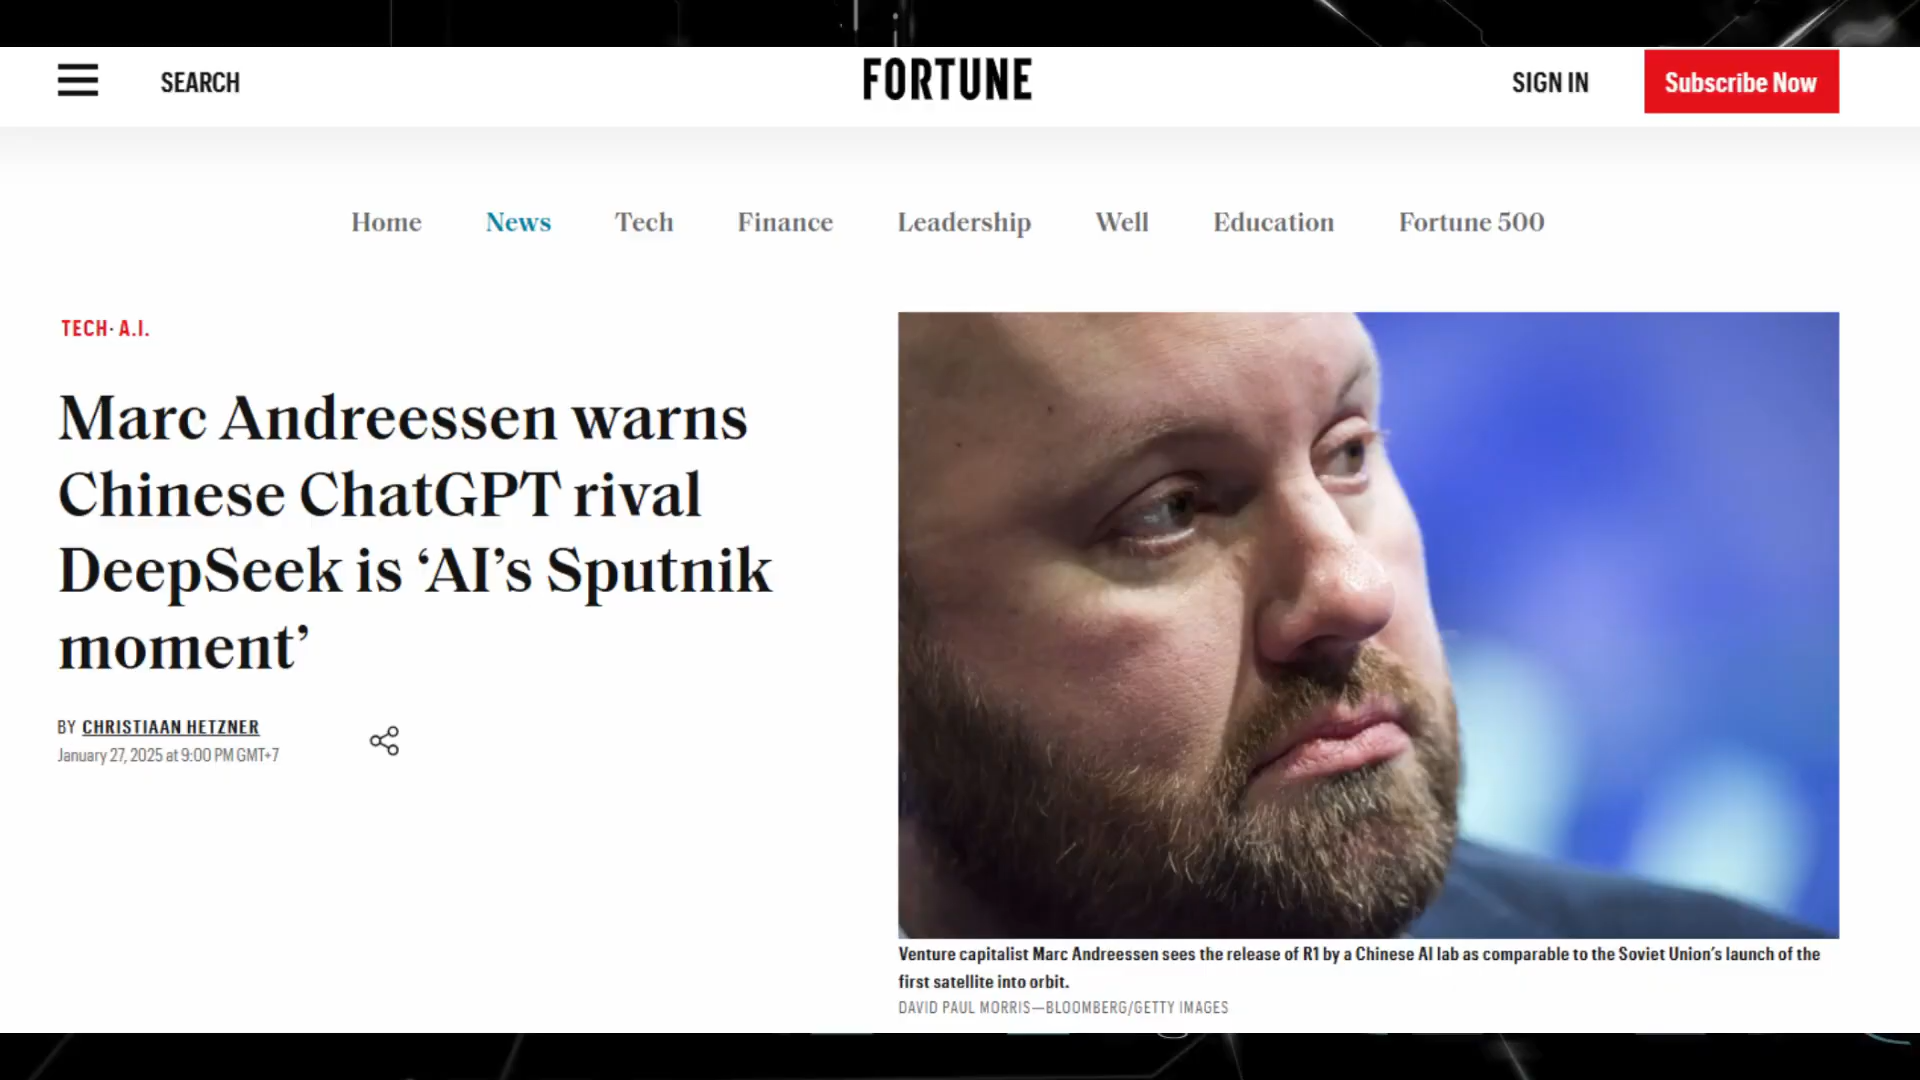 SEARCH
FORTUNE
SIGN IN
Subscribe Now
Home
News
Tech
Finance
Leadership
Well
Education
Fortune 500
TECH· A.I.
Marc Andreessen warns
Chinese ChatGPT rival
DeepSeek is ‘AI’s Sputnik
moment’
BY CHRISTIAAN HETZNER
January 27, 2025 at 9:00 PM GMT+7
Venture capitalist Marc Andreessen sees the release of R1 by a Chinese AI lab as comparable to the Soviet Union’s launch of the
first satellite into orbit.
DAVID PAUL MORRIS—BLOOMBERG/GETTY IMAGES